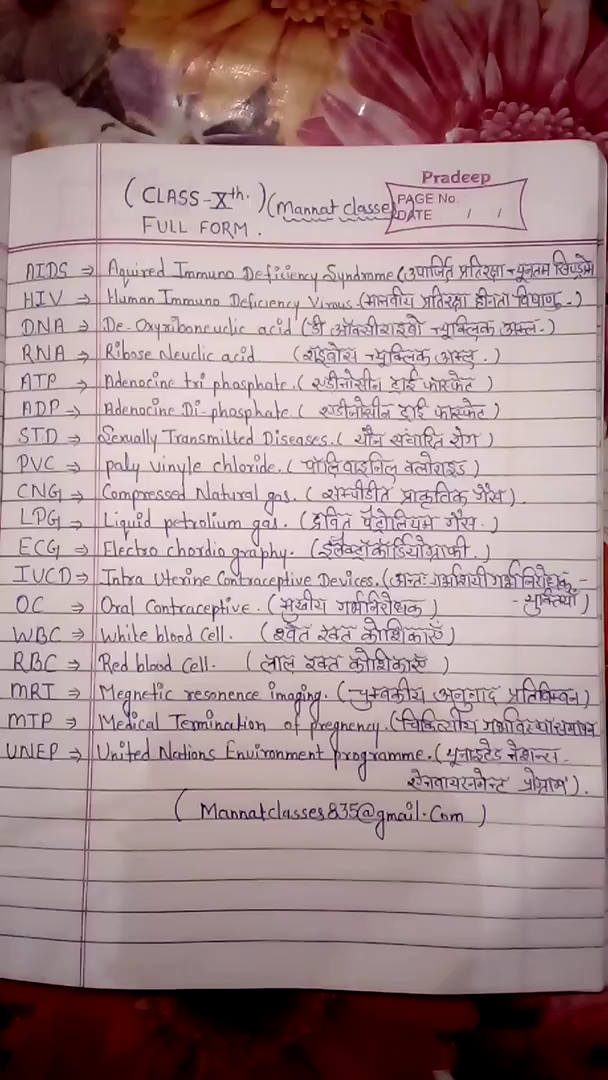 Pradeep
(CLASS-Xth.) (Mannat classes)
PAGE No.
DATE / /
FULL FORM.
AIDS ⇒ Aquired Immuno Deficiency Syndrome (उपार्जित प्रतिरक्षा न्यूनतम सिण्ड्रोम
HIV ⇒ Human Immuno Deficiency Virous. (मानवीय प्रतिरक्षा हीनता विषाणु.)
DNA ⇒ De-Oxyriboneuclic acid (डी ऑक्सीराइबो न्यूक्लिक अम्ल.)
RNA ⇒ Ribose Neuclic acid (राइबोस न्यूक्लिक अम्ल.)
ATP → Adenocine tri phosphate. (एडीनोसीन ट्राई फास्फेट)
ADP → Adenocine Di-phosphate. (एडीनोसीन ट्राई फास्फेट)
STD ⇒ Sexually Transmitted Diseases. (यौन संचारित रोग)
PVC ⇒ paly vinyle chloride. (पॉलिवाइनिल क्लोराइड)
CNG ⇒ Compressed Natural gas. (सम्पीडीत प्राकृतिक गैस).
LPG ⇒ Liquid petrolium gas. (द्रवित पेट्रोलियम गैस.)
ECG ⇒ Electro chordiography. (इलेक्ट्रोकॉर्डियोग्राफी.)
IUCD ⇒ Intra Uterine Contraceptive Devices. (अन्तः गर्भाशयी गर्भनिरोधक -
- युक्तियाँ)
OC ⇒ Oral Contraceptive. (मुखीय गर्भनिरोधक)
WBC ⇒ White blood Cell. (श्वेत रक्त कोशिकाएँ)
RBC ⇒ Red blood Cell. (लाल रक्त कोशिकाएँ)
MRI ⇒ Megnetic resonence imaging. (चुम्बकीय अनुनाद प्रतिबिम्बन)
MTP ⇒ Medical Termination of pregnency. (चिकित्सीय गर्भावस्था समापन
UNEP ⇒ United Nations Environment programme. (यूनाइटेड नेशन्स.
ऐनवायरनमेन्ट प्रोग्राम).
(Mannatclasses835@gmail.Com)